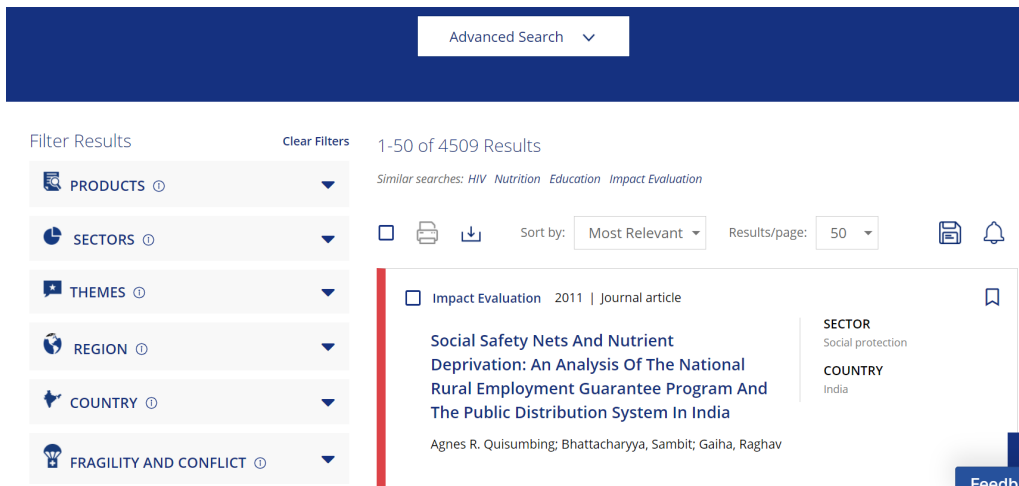 Advanced Search
Filter Results
Clear Filters
PRODUCTS
SECTORS
THEMES
REGION
COUNTRY
FRAGILITY AND CONFLICT
1-50 of 4509 Results
Similar searches: HIV Nutrition Education Impact Evaluation
Sort by: Most Relevant Results/page: 50
Impact Evaluation 2011 | Journal article
Social Safety Nets And Nutrient
Deprivation: An Analysis Of The National
Rural Employment Guarantee Program And
The Public Distribution System In India
Agnes R. Quisumbing; Bhattacharyya, Sambit; Gaiha, Raghav
SECTOR
Social protection
COUNTRY
India